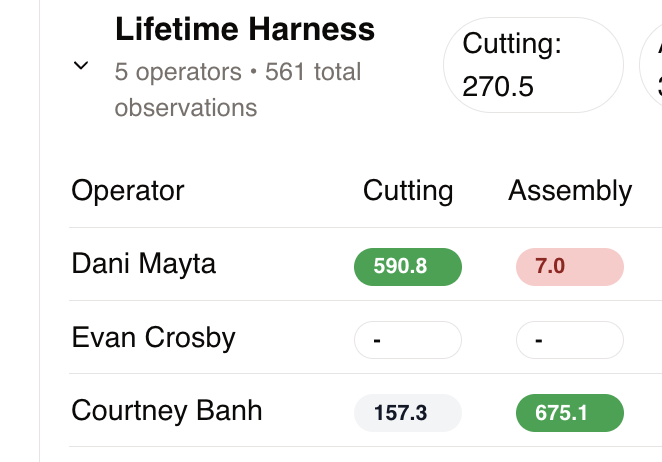 Lifetime Harness
5 operators • 561 total
observations
Cutting:
270.5
Operator Cutting Assembly
Dani Mayta 590.8 7.0
Evan Crosby - -
Courtney Banh 157.3 675.1